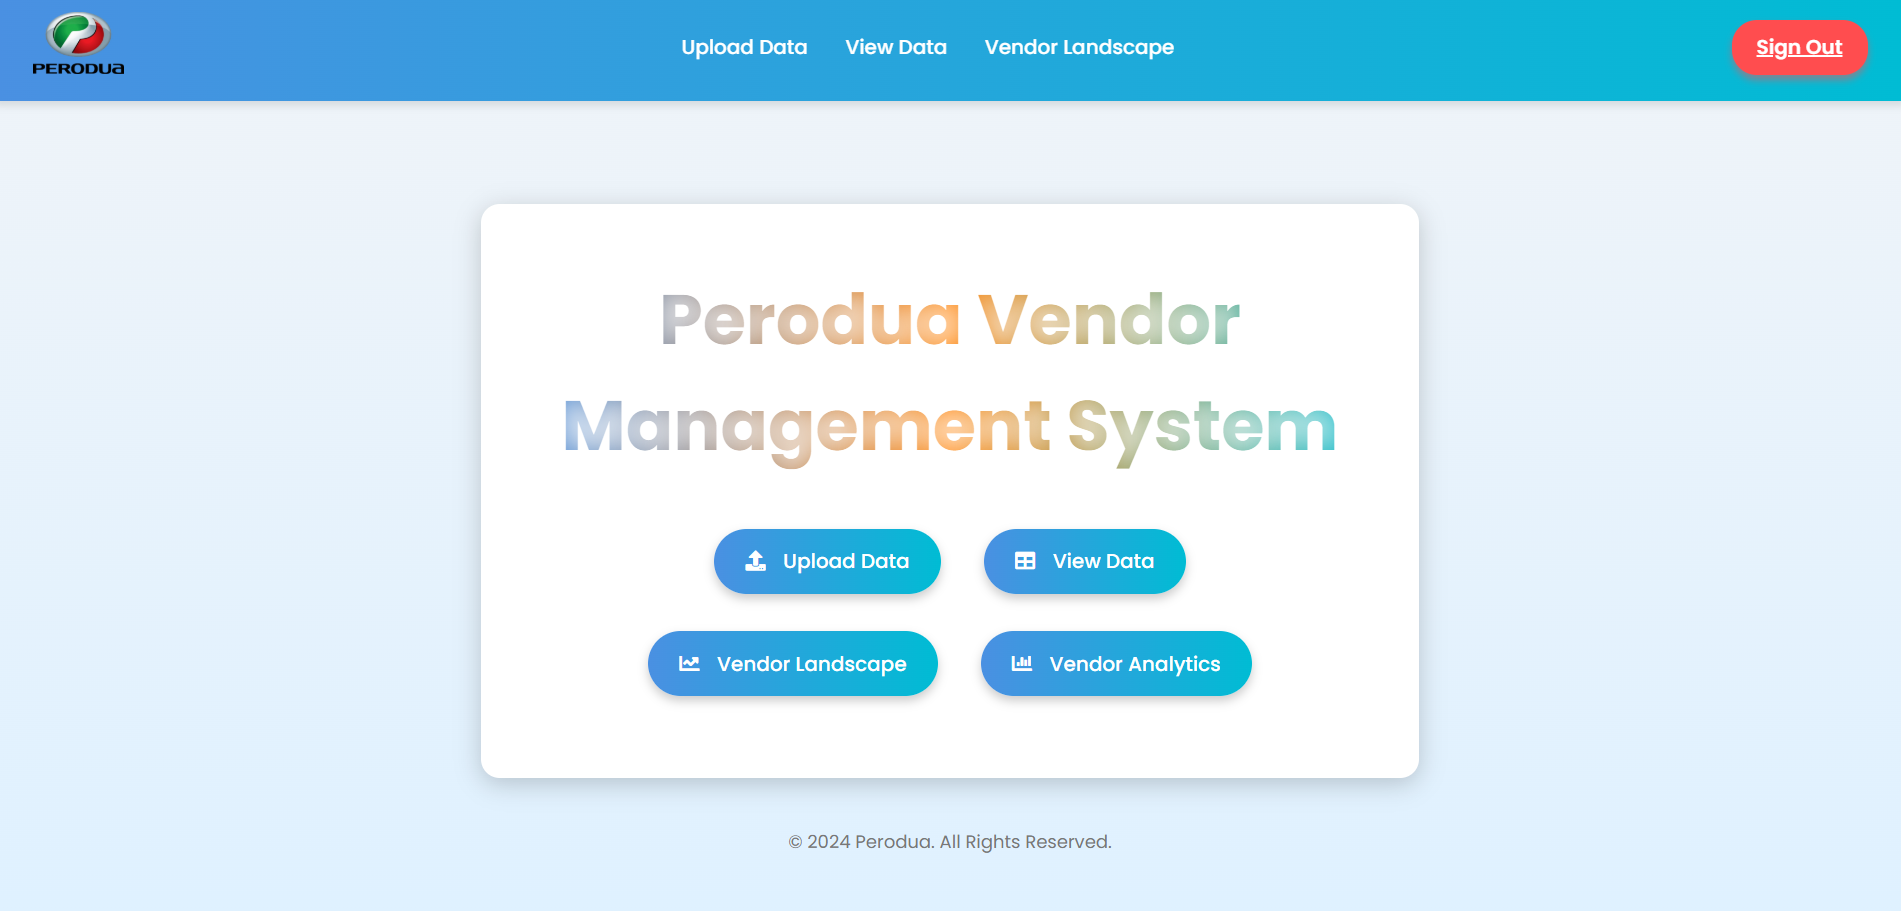 PERODUA
Upload Data
View Data
Vendor Landscape
Sign Out
Perodua Vendor
Management System
Upload Data
View Data
Vendor Landscape
Vendor Analytics
© 2024 Perodua. All Rights Reserved.